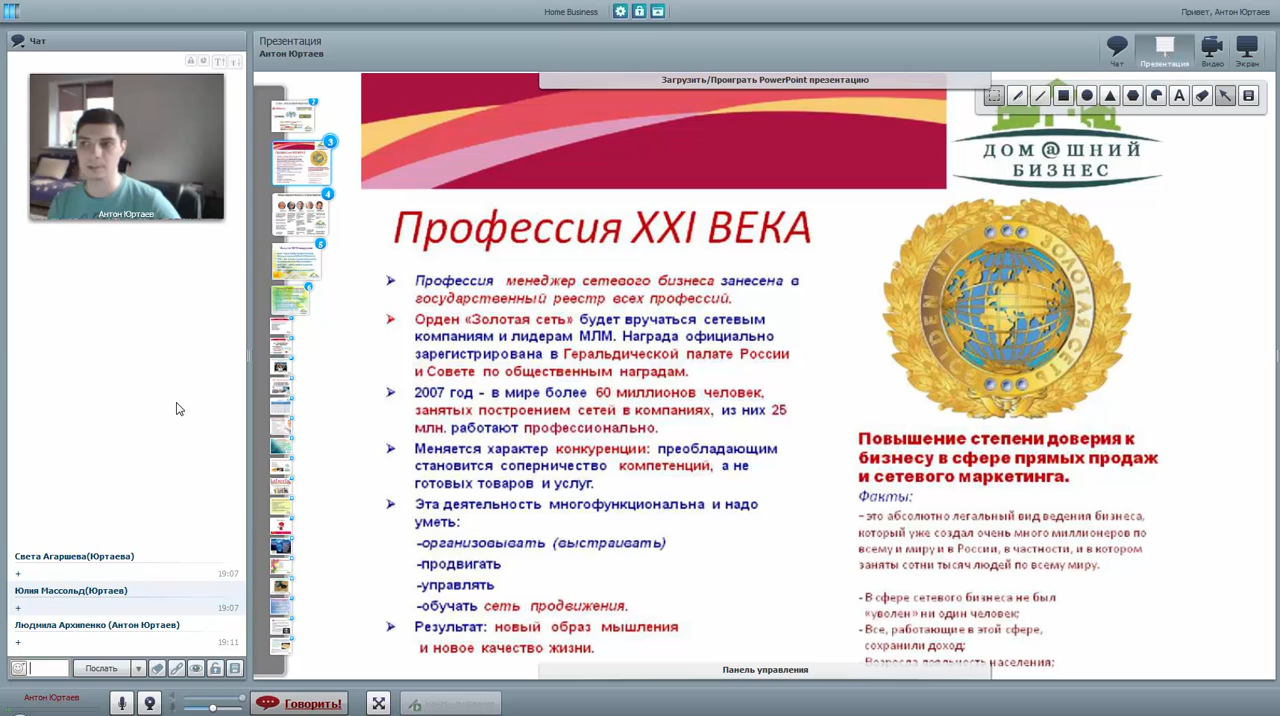 Home Business
Привет, Антон Юртаев
Чат
Презентация
Антон Юртаев
Чат
Презентация
Видео
Экран
Загрузить/Проиграть PowerPoint презентацию
Антон Юртаев
2
3
4
5
6
ДОМ@ШНИЙ
БИЗНЕС
Профессия XXI ВЕКА
Профессия менеджер сетевого бизнеса занесена в
государственный реестр всех профессий.
Орден «Золотая сеть» будет вручаться сетевым
компаниям и лидерам МЛМ. Награда официально
зарегистрирована в Геральдической палате России
и Совете по общественным наградам.
2007 год - в мире более 60 миллионов человек,
занятых построением сетей в компаниях, из них 25
млн. работают профессионально.
Меняется характер конкуренции: преобладающим
становится соперничество компетенций, а не
готовых товаров и услуг.
Эта деятельность многофункциональна и надо
уметь:
-организовывать (выстраивать)
-продвигать
-управлять
-обучать сеть продвижения.
Результат: новый образ мышления
и новое качество жизни.
Повышение степени доверия к
бизнесу в сфере прямых продаж
и сетевого маркетинга.
Факты:
-это абсолютно легальный вид ведения бизнеса,
который уже создал очень много миллионеров по
всему и миру и в России, в частности, и в котором
заняты сотни тысяч людей по всему миру.
- В сфере сетевого бизнеса не был
«уволен» ни один человек;
- Все, работающие в этой сфере,
сохранили доход;
населения;
Панель управления
Света Агаршева(Юртаева)
+
19:07
Юлия Массольд(Юртаев)
+
19:07
Людмила Архипенко (Антон Юртаев)
+
19:11
Послать
Антон Юртаев
Говорить!